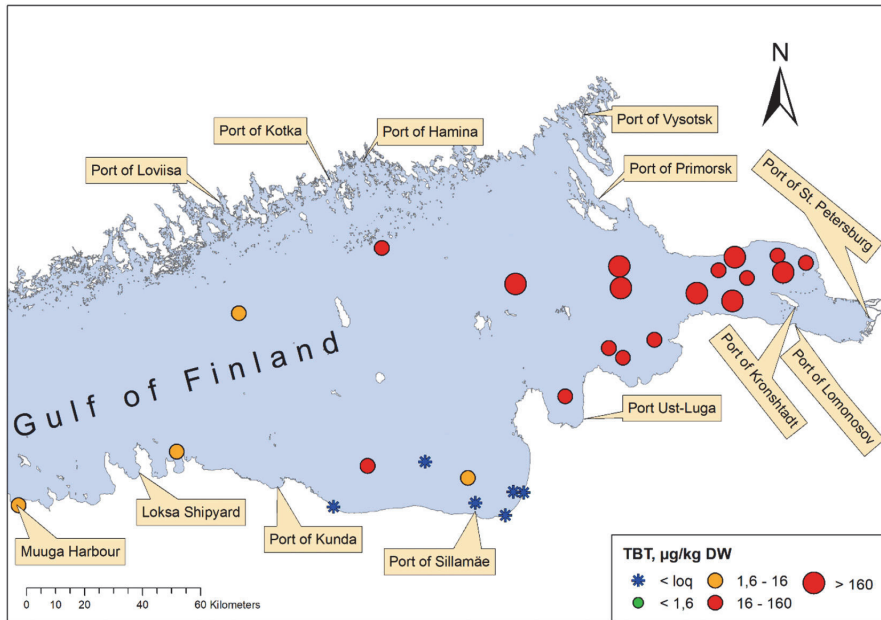 N
Port of Vysotsk
Port of Kotka
Port of Hamina
Port of Loviisa
Port of Primorsk
Port of St. Petersburg
Gulf of Finland
Port of Kronshtadt
Port of Lomonosov
Port Ust-Luga
Loksa Shipyard
Muuga Harbour
Port of Kunda
Port of Sillamäe
0 10 20 40 60 Kilometers
TBT, µg/kg DW
< loq 1,6 - 16 > 160
< 1,6 16 - 160